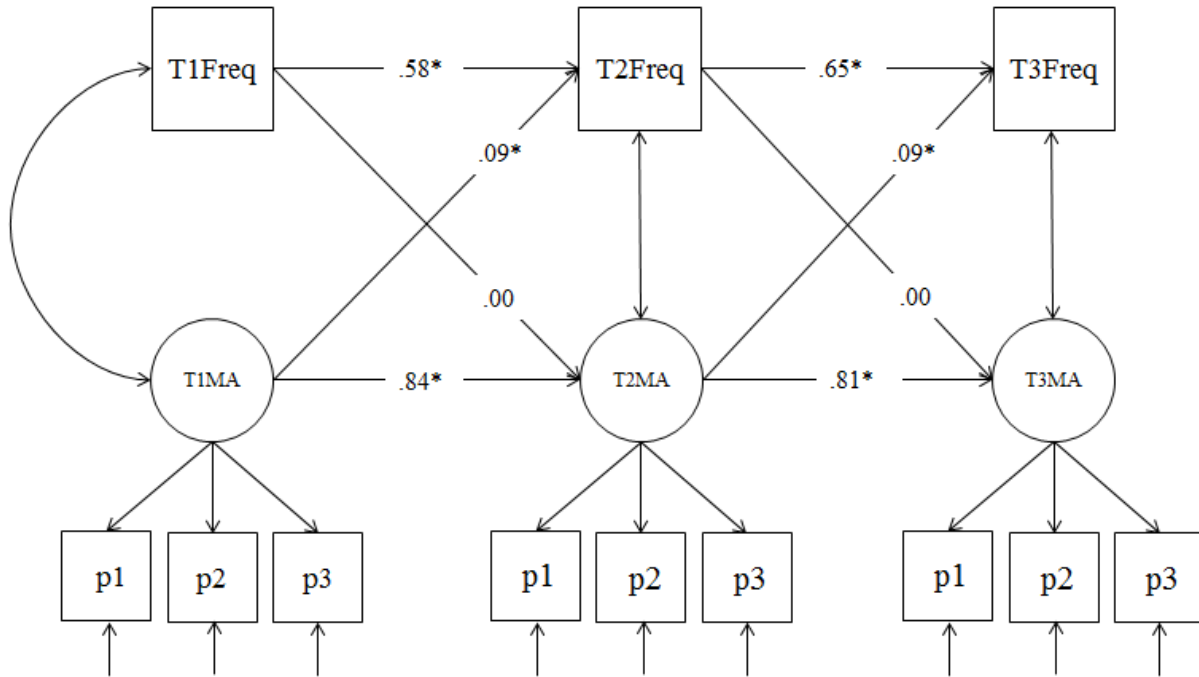 T1Freq
.58*
T2Freq
.65*
T3Freq
.09*
.09*
.00
.00
T1MA
.84*
T2MA
.81*
T3MA
p1
p2
p3
p1
p2
p3
p1
p2
p3